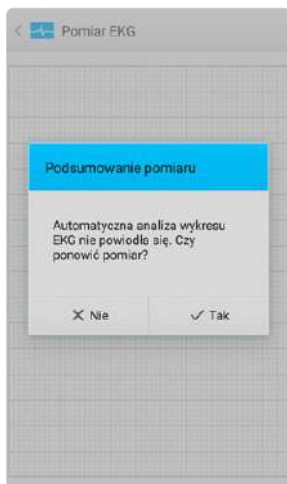 Pomiar EKG
Podsumowanie pomiaru
Automatyczna analiza wykresu
EKG nie powiodła się. Czy
ponowić pomiar?
Nie
Tak